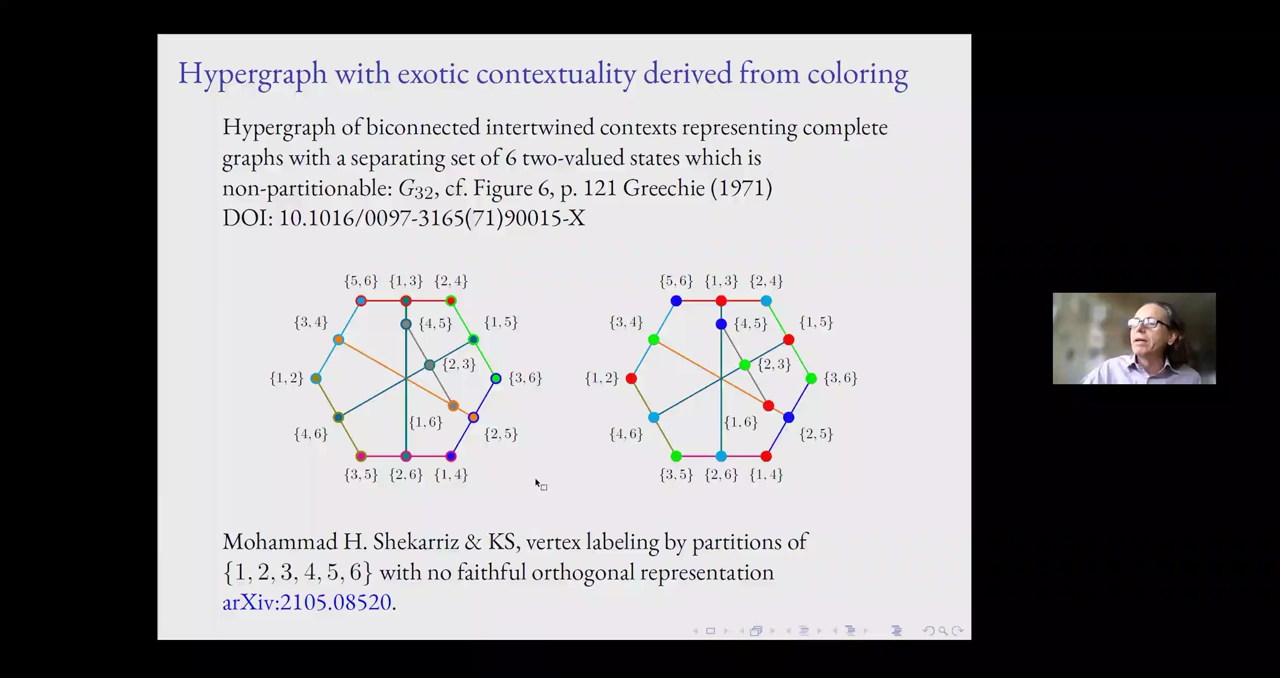 Hypergraph with exotic contextuality derived from coloring
Hypergraph of biconnected intertwined contexts representing complete
graphs with a separating set of 6 two-valued states which is
non-partitionable: G32, cf. Figure 6, p. 121 Greechie (1971)
DOI: 10.1016/0097-3165(71)90015-X
{5, 6} {1, 3} {2, 4}
{3, 4} {4, 5} {1, 5}
{2, 3}
{1, 2} {3, 6}
{4, 6} {1, 6} {2, 5}
{3, 5} {2, 6} {1, 4}
{5, 6} {1, 3} {2, 4}
{3, 4} {4, 5} {1, 5}
{2, 3}
{1, 2} {3, 6}
{4, 6} {1, 6} {2, 5}
{3, 5} {2, 6} {1, 4}
Mohammad H. Shekarriz & KS, vertex labeling by partitions of
{1, 2, 3, 4, 5, 6} with no faithful orthogonal representation
arXiv:2105.08520.